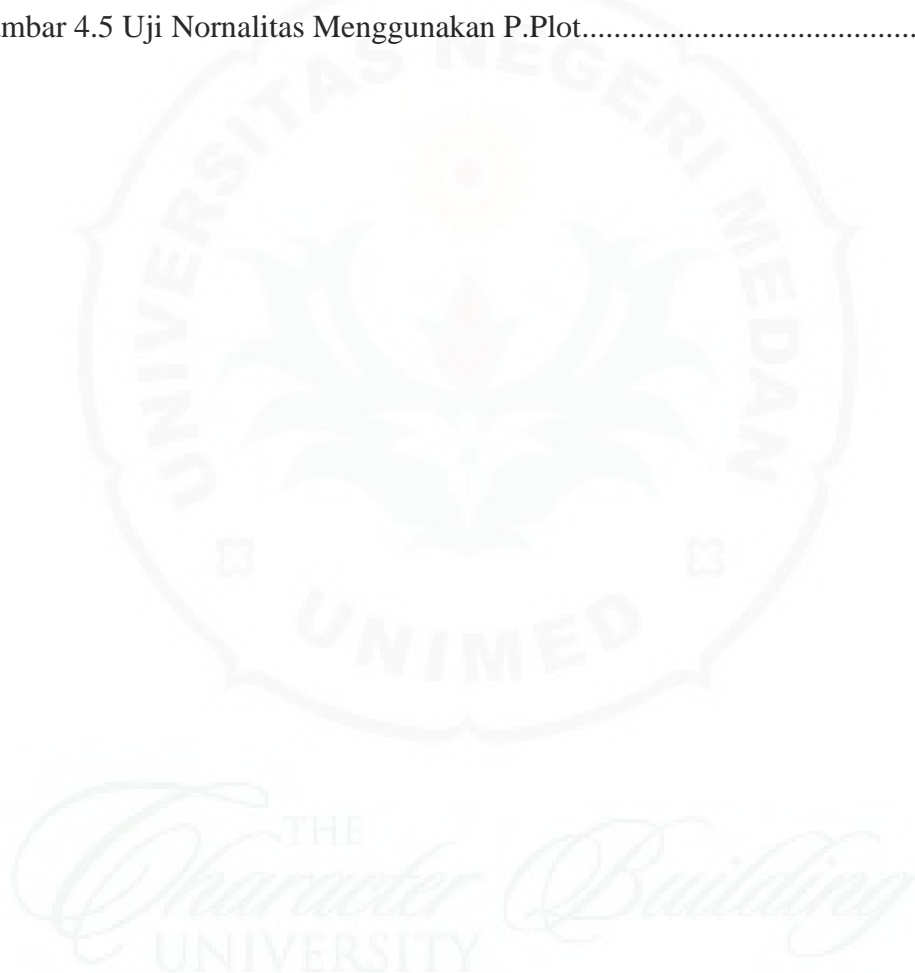 mbar 4.5 Uji Nornalitas Menggunakan P.Plot..........................................
UNIVERSITAS NEGERI MEDAN
UNIMED
THE
Character Building
UNIVERSITY